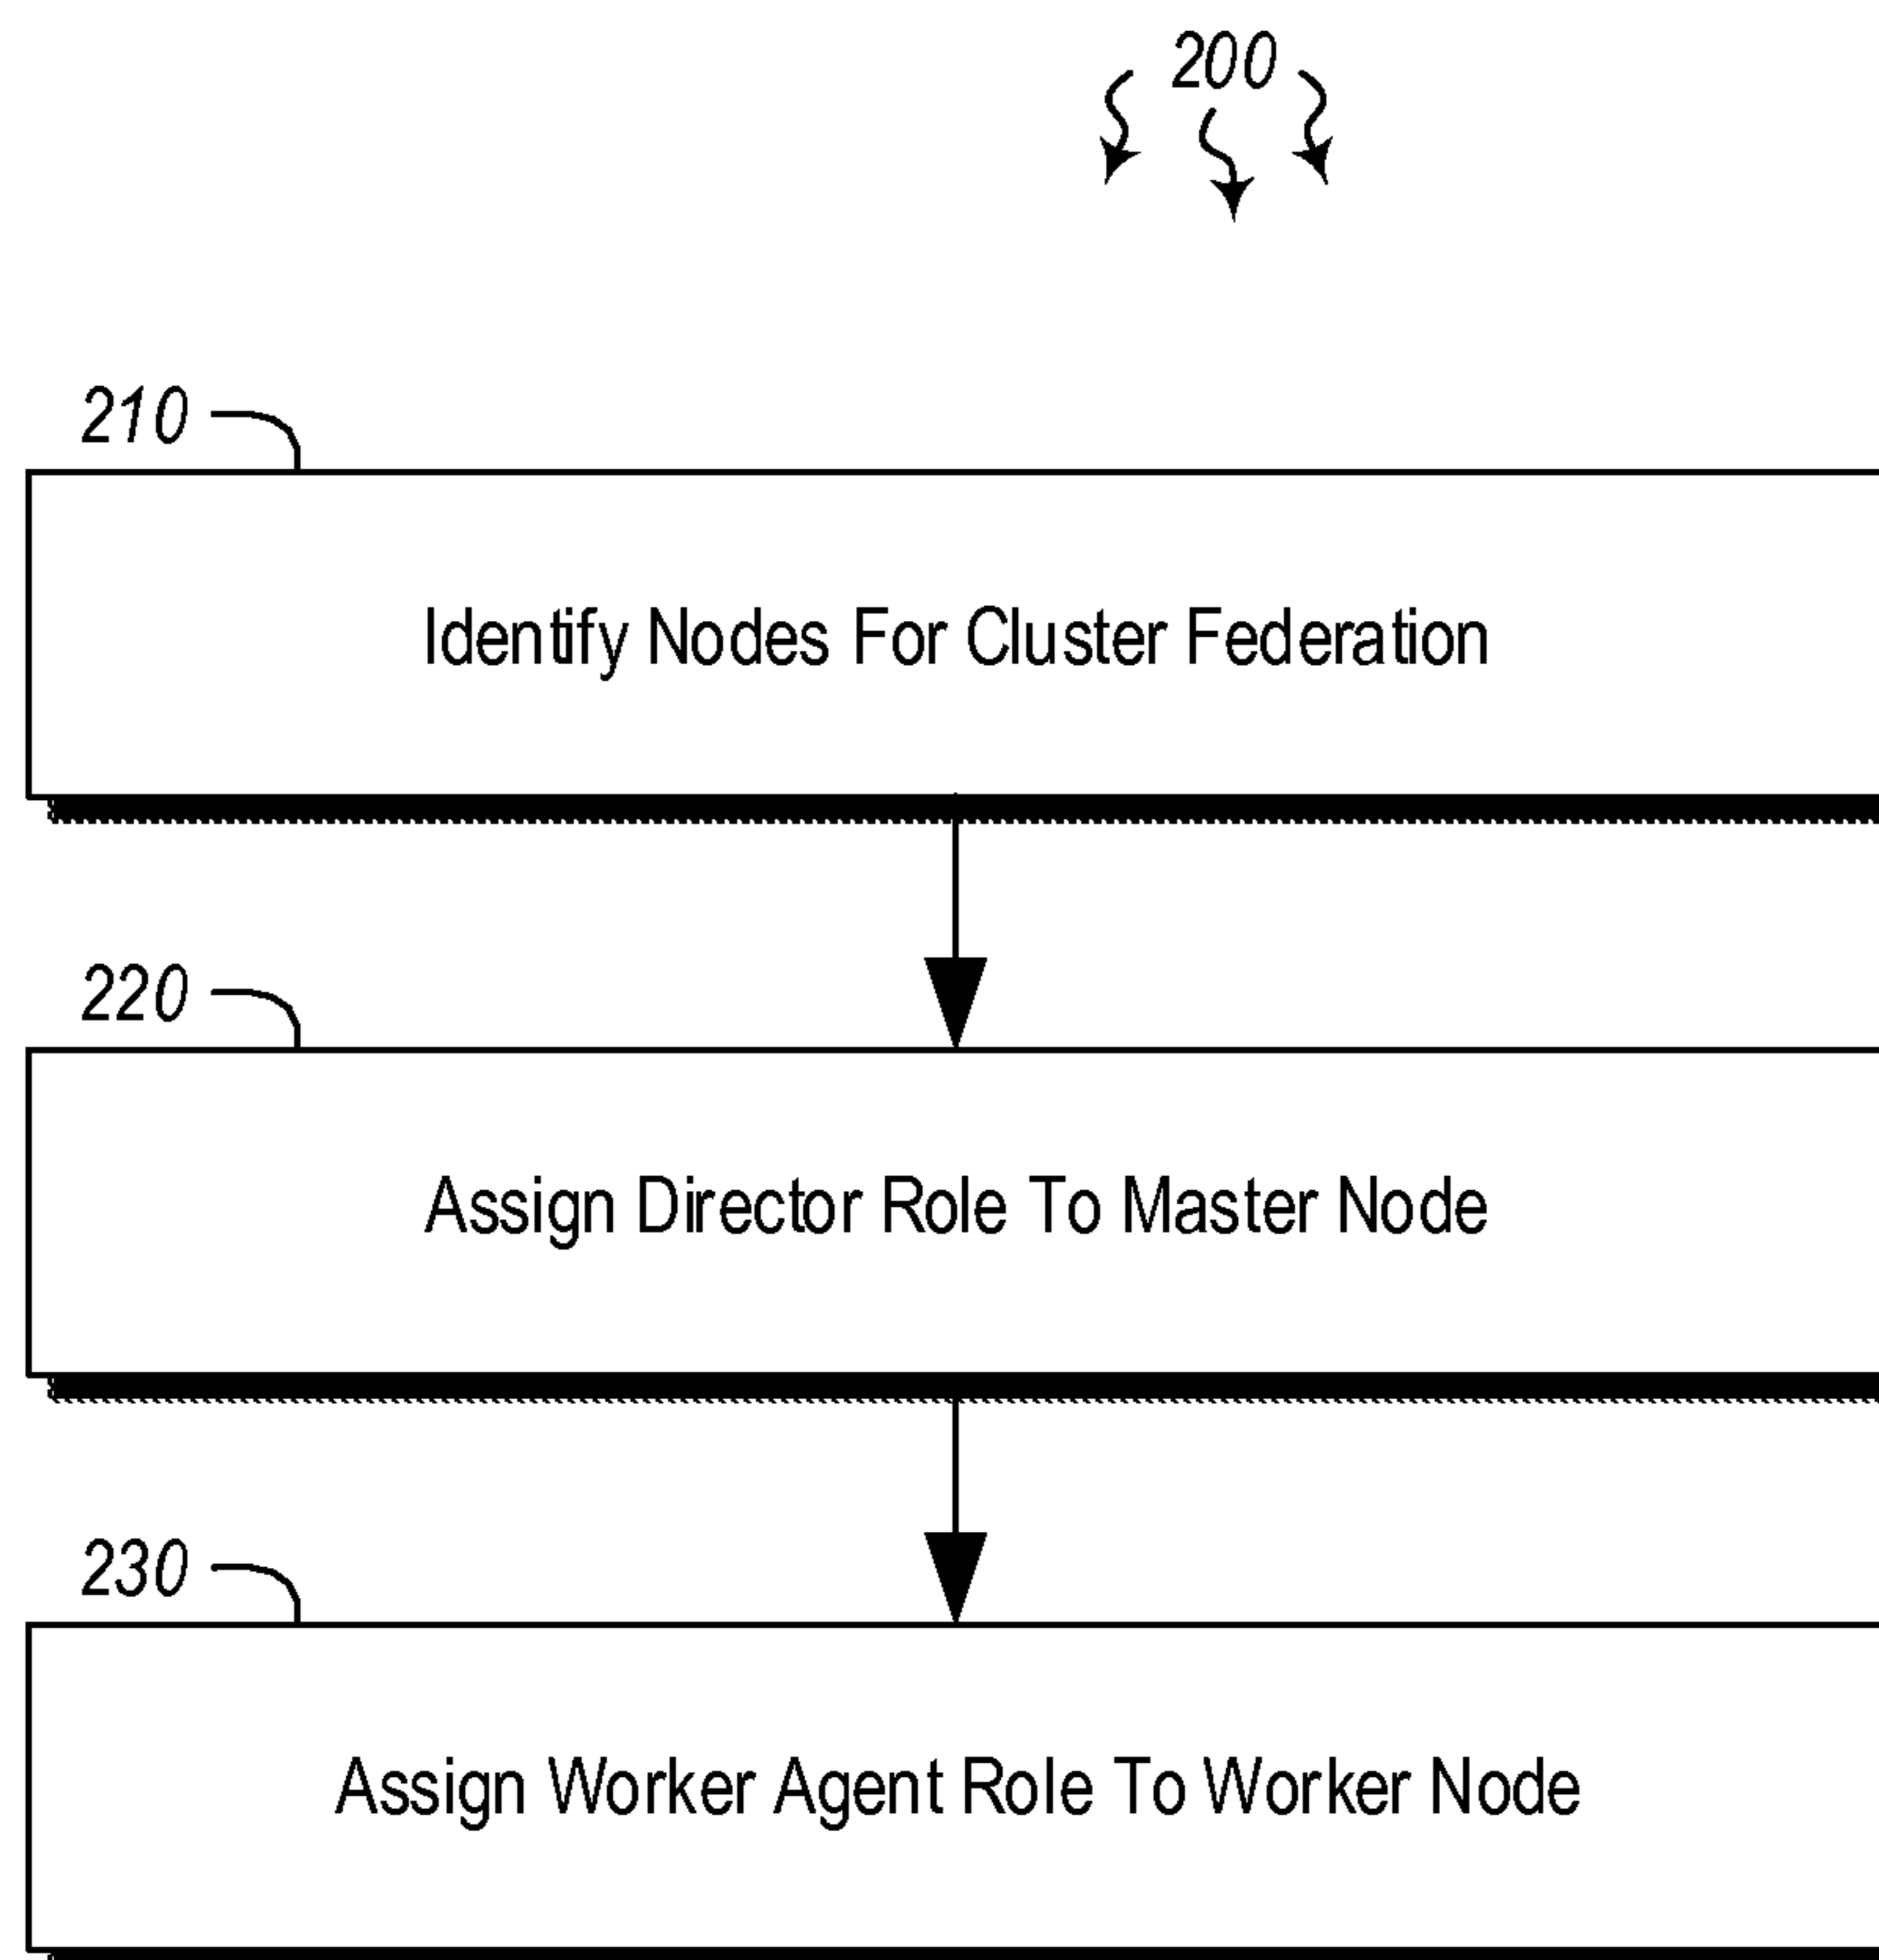 200
210
Identify Nodes For Cluster Federation
220
Assign Director Role To Master Node
230
Assign Worker Agent Role To Worker Node